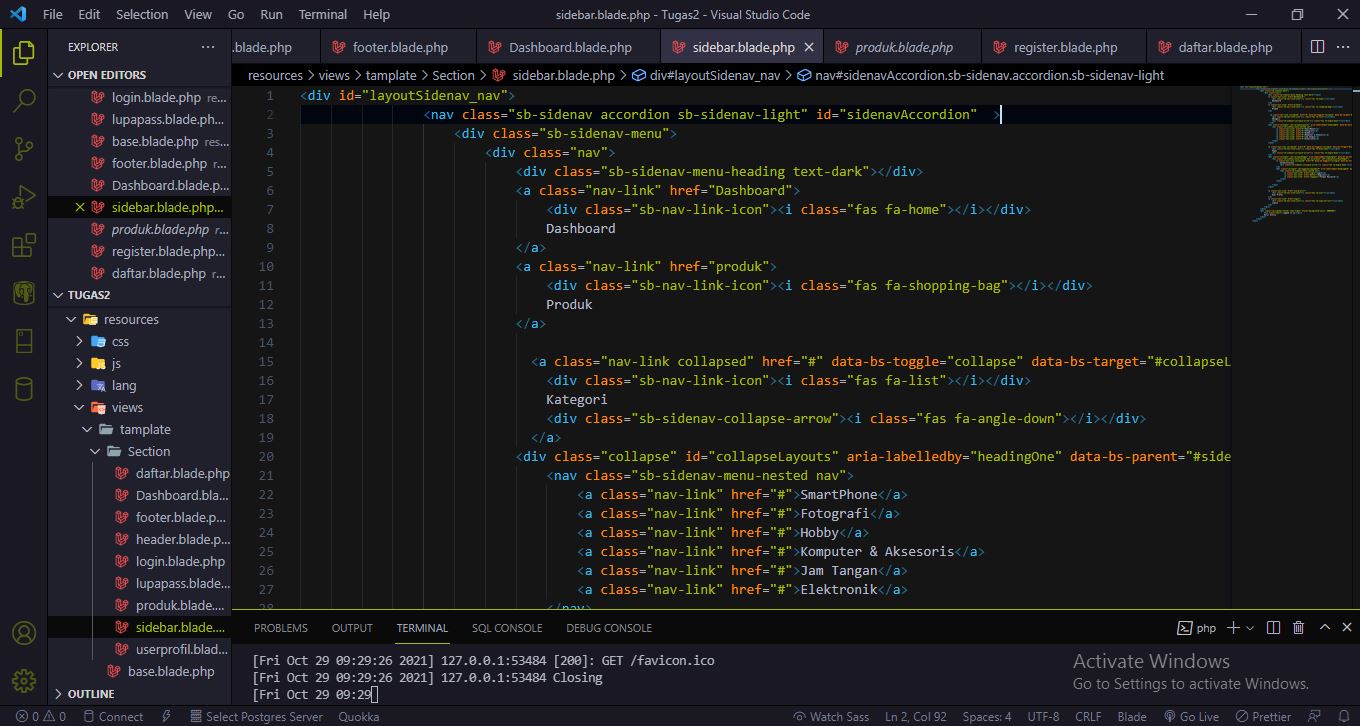 File Edit Selection View Go Run Terminal Help sidebar.blade.php - Tugas2 - Visual Studio Code
EXPLORER
OPEN EDITORS
login.blade.php re...
lupapass.blade.ph...
base.blade.php res...
footer.blade.php r...
Dashboard.blade.p...
sidebar.blade.php...
produk.blade.php r...
register.blade.php...
daftar.blade.php r...
TUGAS2
resources
css
js
lang
views
tamplate
Section
daftar.blade.php
Dashboard.bla...
footer.blade.p...
header.blade.p...
login.blade.php
lupapass.blade...
produk.blade....
sidebar.blade....
userprofil.blad...
base.blade.php
OUTLINE
.blade.php footer.blade.php Dashboard.blade.php sidebar.blade.php produk.blade.php register.blade.php daftar.blade.php
resources > views > tamplate > Section > sidebar.blade.php > div#layoutSidenav_nav > nav#sidenavAccordion.sb-sidenav.accordion.sb-sidenav-light
1 <div id="layoutSidenav_nav">
2 <nav class="sb-sidenav accordion sb-sidenav-light" id="sidenavAccordion" >
3 <div class="sb-sidenav-menu">
4 <div class="nav">
5 <div class="sb-sidenav-menu-heading text-dark"></div>
6 <a class="nav-link" href="Dashboard">
7 <div class="sb-nav-link-icon"><i class="fas fa-home"></i></div>
8 Dashboard
9 </a>
10 <a class="nav-link" href="produk">
11 <div class="sb-nav-link-icon"><i class="fas fa-shopping-bag"></i></div>
12 Produk
13 </a>
14
15 <a class="nav-link collapsed" href="#" data-bs-toggle="collapse" data-bs-target="#collapseL
16 <div class="sb-nav-link-icon"><i class="fas fa-list"></i></div>
17 Kategori
18 <div class="sb-sidenav-collapse-arrow"><i class="fas fa-angle-down"></i></div>
19 </a>
20 <div class="collapse" id="collapseLayouts" aria-labelledby="headingOne" data-bs-parent="#side
21 <nav class="sb-sidenav-menu-nested nav">
22 <a class="nav-link" href="#">SmartPhone</a>
23 <a class="nav-link" href="#">Fotografi</a>
24 <a class="nav-link" href="#">Hobby</a>
25 <a class="nav-link" href="#">Komputer & Aksesoris</a>
26 <a class="nav-link" href="#">Jam Tangan</a>
27 <a class="nav-link" href="#">Elektronik</a>
28 </nav>
PROBLEMS OUTPUT TERMINAL SQL CONSOLE DEBUG CONSOLE php
[Fri Oct 29 09:29:26 2021] 127.0.0.1:53484 [200]: GET /favicon.ico
[Fri Oct 29 09:29:26 2021] 127.0.0.1:53484 Closing
[Fri Oct 29 09:29
Activate Windows
Go to Settings to activate Windows.
0 0 Connect Select Postgres Server Quokka Watch Sass Ln 2, Col 92 Spaces: 4 UTF-8 CRLF Blade Go Live Prettier